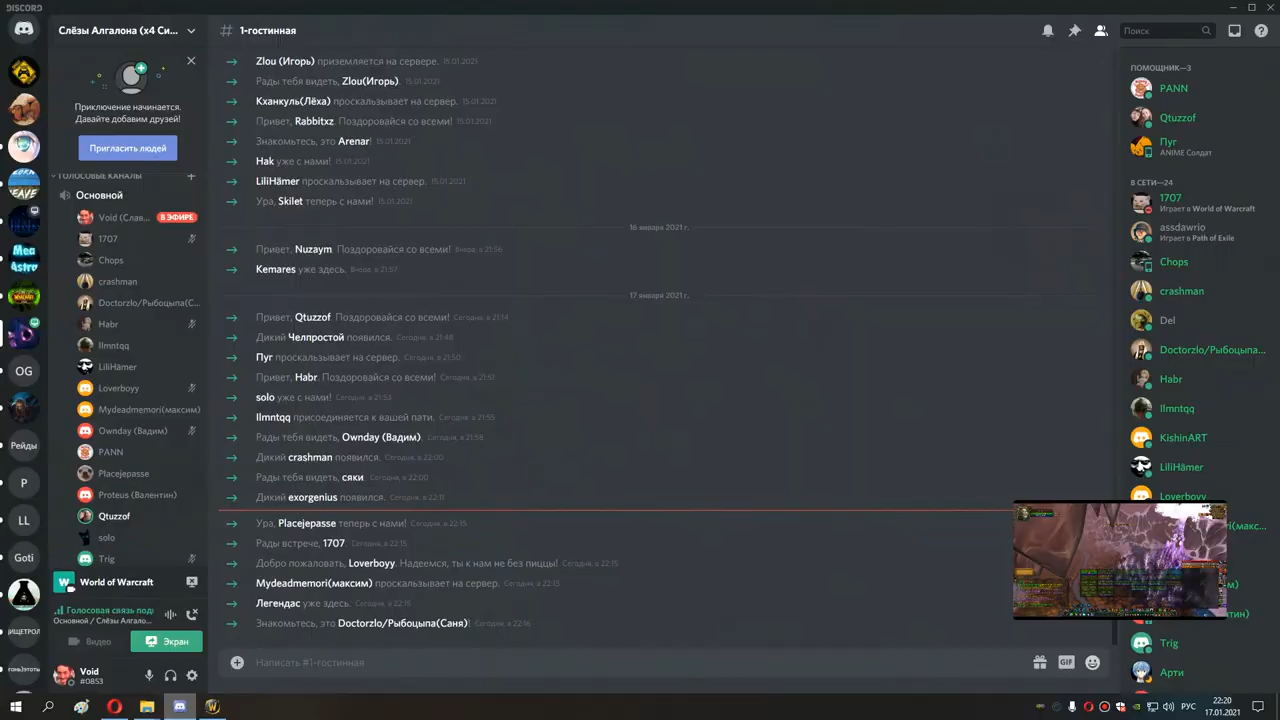 DISCORD
Слёзы Алгалона (x4 Си...
1-гостинная
Поиск
Приключение начинается.
Давайте добавим друзей!
Пригласить людей
ГОЛОСОВЫЕ КАНАЛЫ
Основной
Void (Слав...
В ЭФИРЕ
1707
Chops
crashman
Doctorzlo/Рыбоцыпа(С...
Habr
Ilmntqq
LiliHämer
Loverboyy
Mydeadmemori(максим)
Ownday (Вадим)
PANN
Placejepasse
Proteus (Валентин)
Qtuzzof
solo
Trig
World of Warcraft
Голосовая связь под
Основной / Слёзы Алгало...
Видео
Экран
Void
#0853
OG
Рейды
P
LL
Goti
Zlou (Игорь) приземляется на сервере. 15.01.2021
Рады тебя видеть, Zlou(Игорь). 15.01.2021
Кханкуль(Лёха) проскальзывает на сервер. 15.01.2021
Привет, Rabbitxz. Поздоровайся со всеми! 15.01.2021
Знакомьтесь, это Arenar! 15.01.2021
Hak уже с нами! 15.01.2021
LiliHämer проскальзывает на сервер. 15.01.2021
Ура, Skilet теперь с нами! 15.01.2021
16 января 2021 г.
Привет, Nuzaym. Поздоровайся со всеми! Вчера, в 21:56
Kemares уже здесь. Вчера, в 21:57
17 января 2021 г.
Привет, Qtuzzof. Поздоровайся со всеми! Сегодня, в 21:14
Дикий Челпростой появился. Сегодня, в 21:48
Пуг проскальзывает на сервер. Сегодня, в 21:50
Привет, Habr. Поздоровайся со всеми! Сегодня, в 21:51
solo уже с нами! Сегодня, в 21:53
Ilmntqq присоединяется к вашей пати. Сегодня, в 21:55
Рады тебя видеть, Ownday (Вадим). Сегодня, в 21:58
Дикий crashman появился. Сегодня, в 22:00
Рады тебя видеть, сяки. Сегодня, в 22:00
Дикий exorgenius появился. Сегодня, в 22:11
Ура, Placejepasse теперь с нами! Сегодня, в 22:15
Рады встрече, 1707. Сегодня, в 22:15
Добро пожаловать, Loverboyy. Надеемся, ты к нам не без пиццы! Сегодня, в 22:15
Mydeadmemori(максим) проскальзывает на сервер. Сегодня, в 22:15
Легендас уже здесь. Сегодня, в 22:15
Знакомьтесь, это Doctorzlo/Рыбоцыпа(Саня)! Сегодня, в 22:16
Написать #1-гостинная
GIF
ПОМОЩНИК—3
PANN
Qtuzzof
Пуг
ANIME Солдат
В СЕТИ—24
1707
Играет в World of Warcraft
assdawrio
Играет в Path of Exile
Chops
crashman
Del
Doctorzlo/Рыбоцыпа...
Habr
Ilmntqq
KishinART
LiliHämer
Loverboyy
Trig
Арти
РУС
22:20
17.01.2021